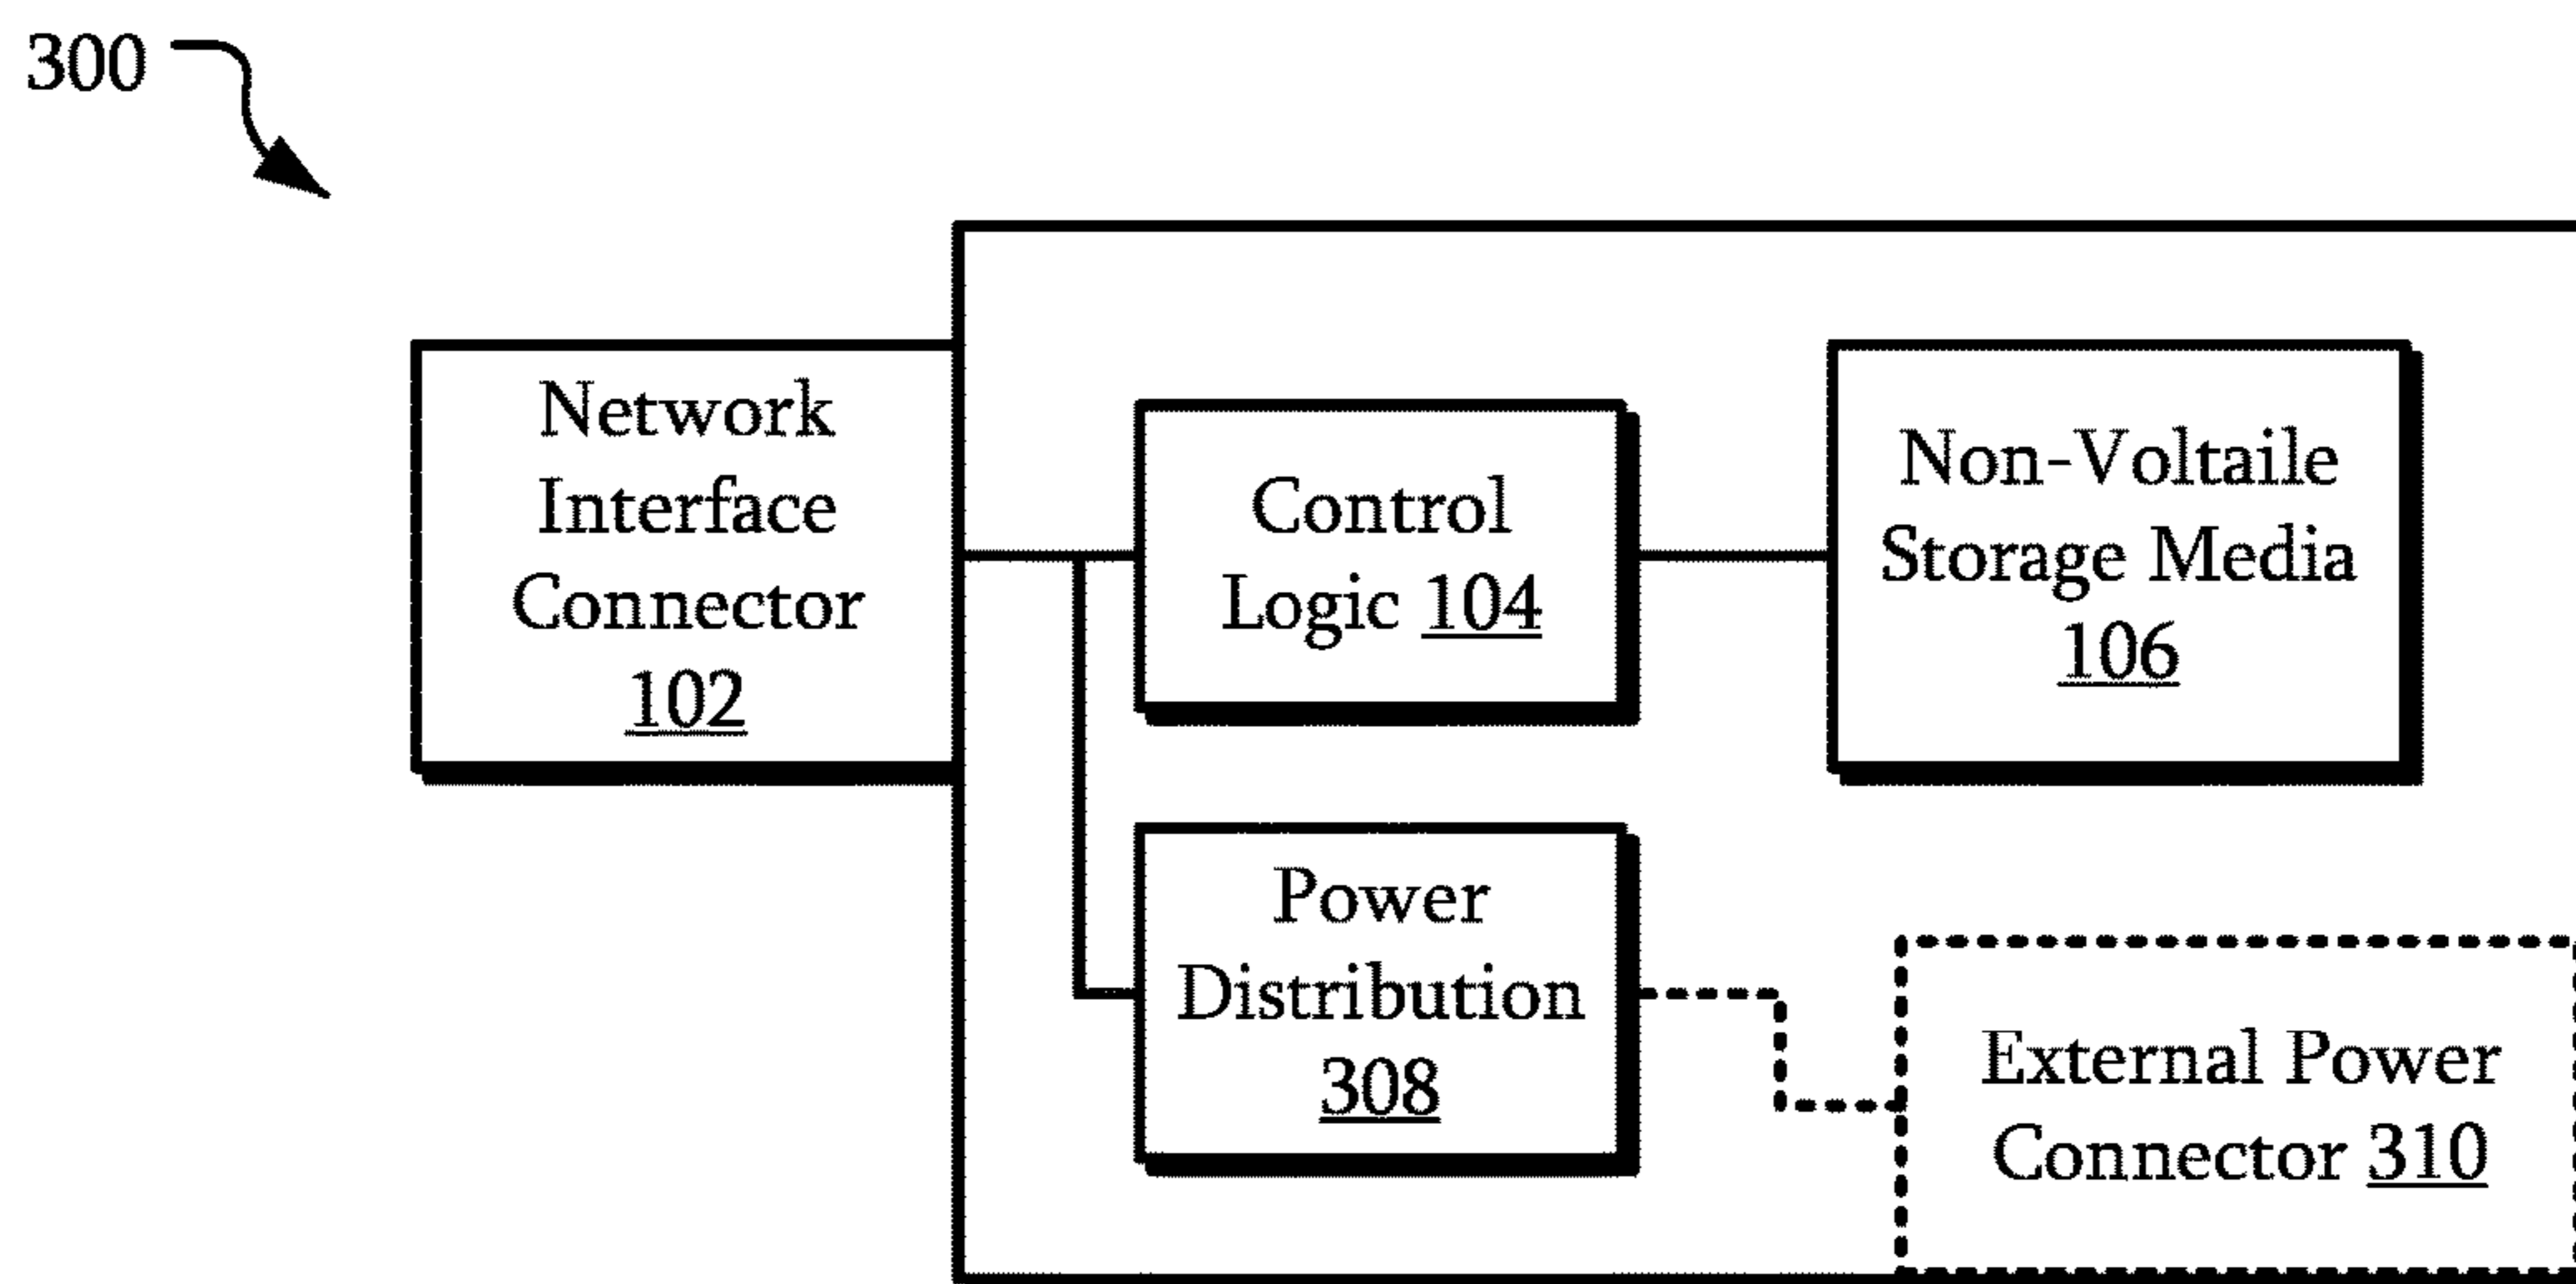 300
Network
Interface
Connector
102
Control
Logic 104
Non-Voltaile
Storage Media
106
Power
Distribution
308
External Power
Connector 310